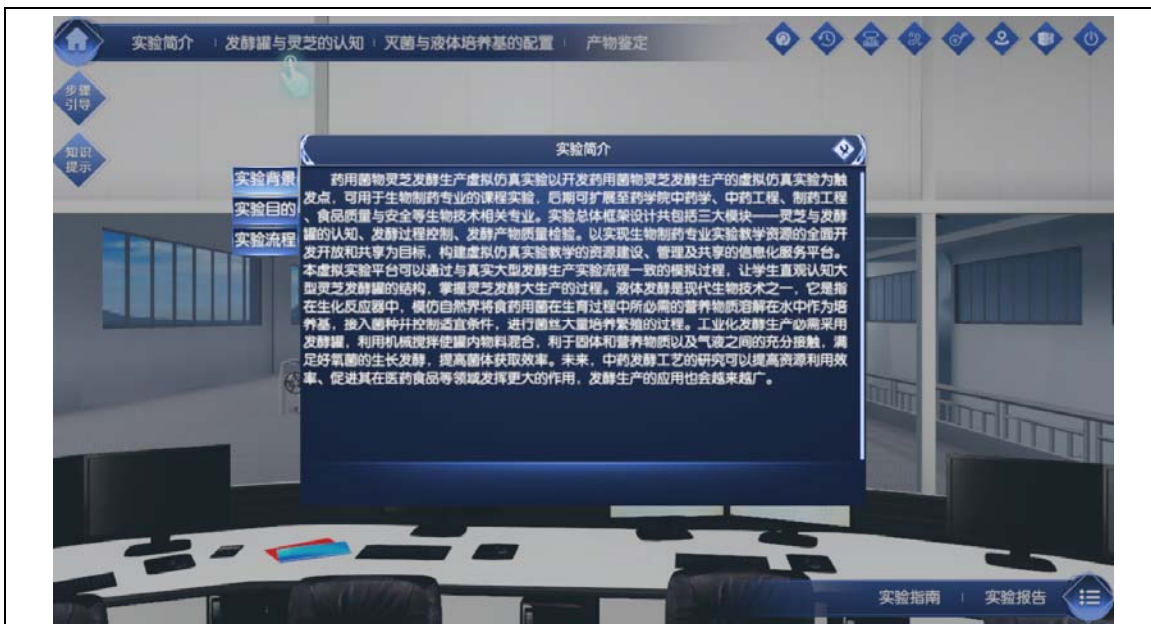 实验简介 发酵罐与灵芝的认知 灭菌与液体培养基的配置 产物鉴定
步骤
引导
知识
提示
实验简介
实验背景
实验目的
实验流程
药用菌物灵芝发酵生产虚拟仿真实验以开发药用菌物灵芝发酵生产的虚拟仿真实验为触
发点，可用于生物制药专业的课程实验，后期可扩展至药学院中药学、中药工程、制药工程
、食品质量与安全等生物技术相关专业。实验总体框架设计共包括三大模块——灵芝与发酵
罐的认知、发酵过程控制、发酵产物质量检验。以实现生物制药专业实验教学资源的全面开
发开放和共享为目标，构建虚拟仿真实验教学的资源建设、管理及共享的信息化服务平台。
本虚拟实验平台可以通过与真实大型发酵生产实验流程一致的模拟过程，让学生直观认知大
型灵芝发酵罐的结构，掌握灵芝发酵大生产的过程。液体发酵是现代生物技术之一，它是指
在生化反应器中，模仿自然界将食药用菌在生育过程中所必需的营养物质溶解在水中作为培
养基，接入菌种并控制适宜条件，进行菌丝大量培养繁殖的过程。工业化发酵生产必需采用
发酵罐，利用机械搅拌使罐内物料混合，利于固体和营养物质以及气液之间的充分接触，满
足好氧菌的生长发酵，提高菌体获取效率。未来，中药发酵工艺的研究可以提高资源利用效
率、促进其在医药食品等领域发挥更大的作用，发酵生产的应用也会越来越广。
实验指南 实验报告